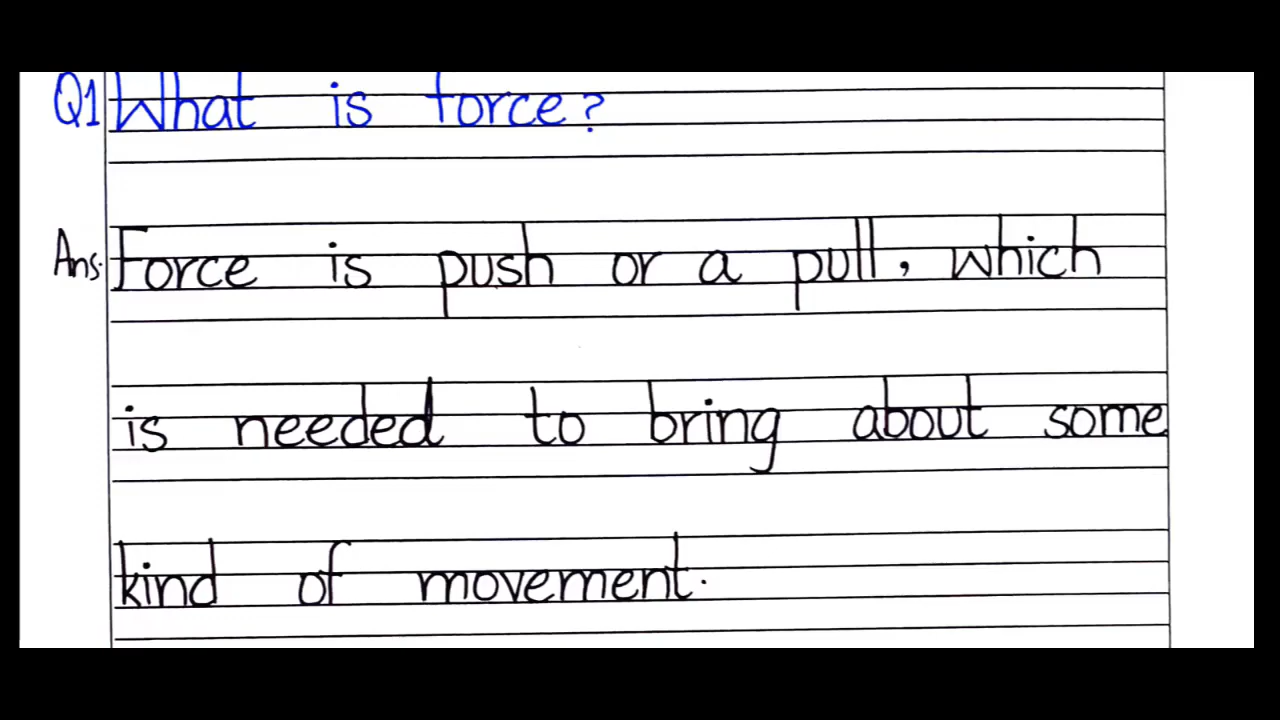 Q1 What is force?
Ans. Force is push or a pull, which
is needed to bring about some
kind of movement.